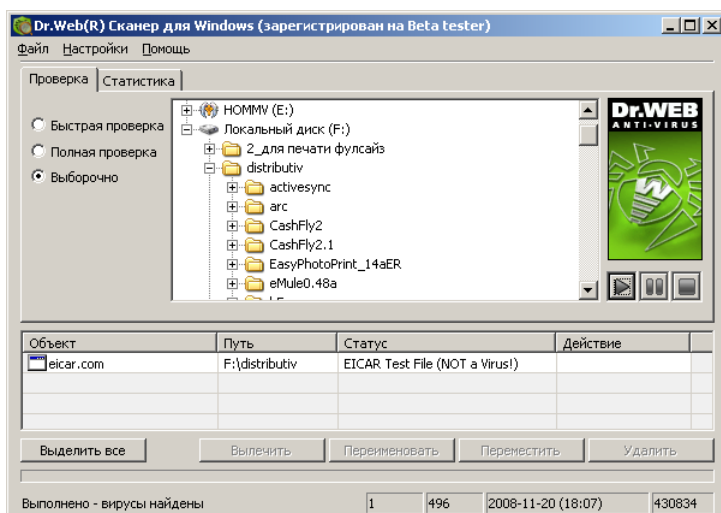 Dr.Web(R) Сканер для Windows (зарегистрирован на Beta tester)
Файл Настройки Помощь
Проверка Статистика
Быстрая проверка
Полная проверка
Выборочно
HOMMV (E:)
Локальный диск (F:)
2_для печати фулсайз
distributiv
activesync
arc
CashFly2
CashFly2.1
EasyPhotoPrint_14aER
eMule0.48a
Dr.WEB
ANTI-VIRUS
Объект Путь Статус Действие
eicar.com F:\distributiv EICAR Test File (NOT a Virus!)
Выделить все Вылечить Переименовать Переместить Удалить
Выполнено - вирусы найдены 1 496 2008-11-20 (18:07) 430834